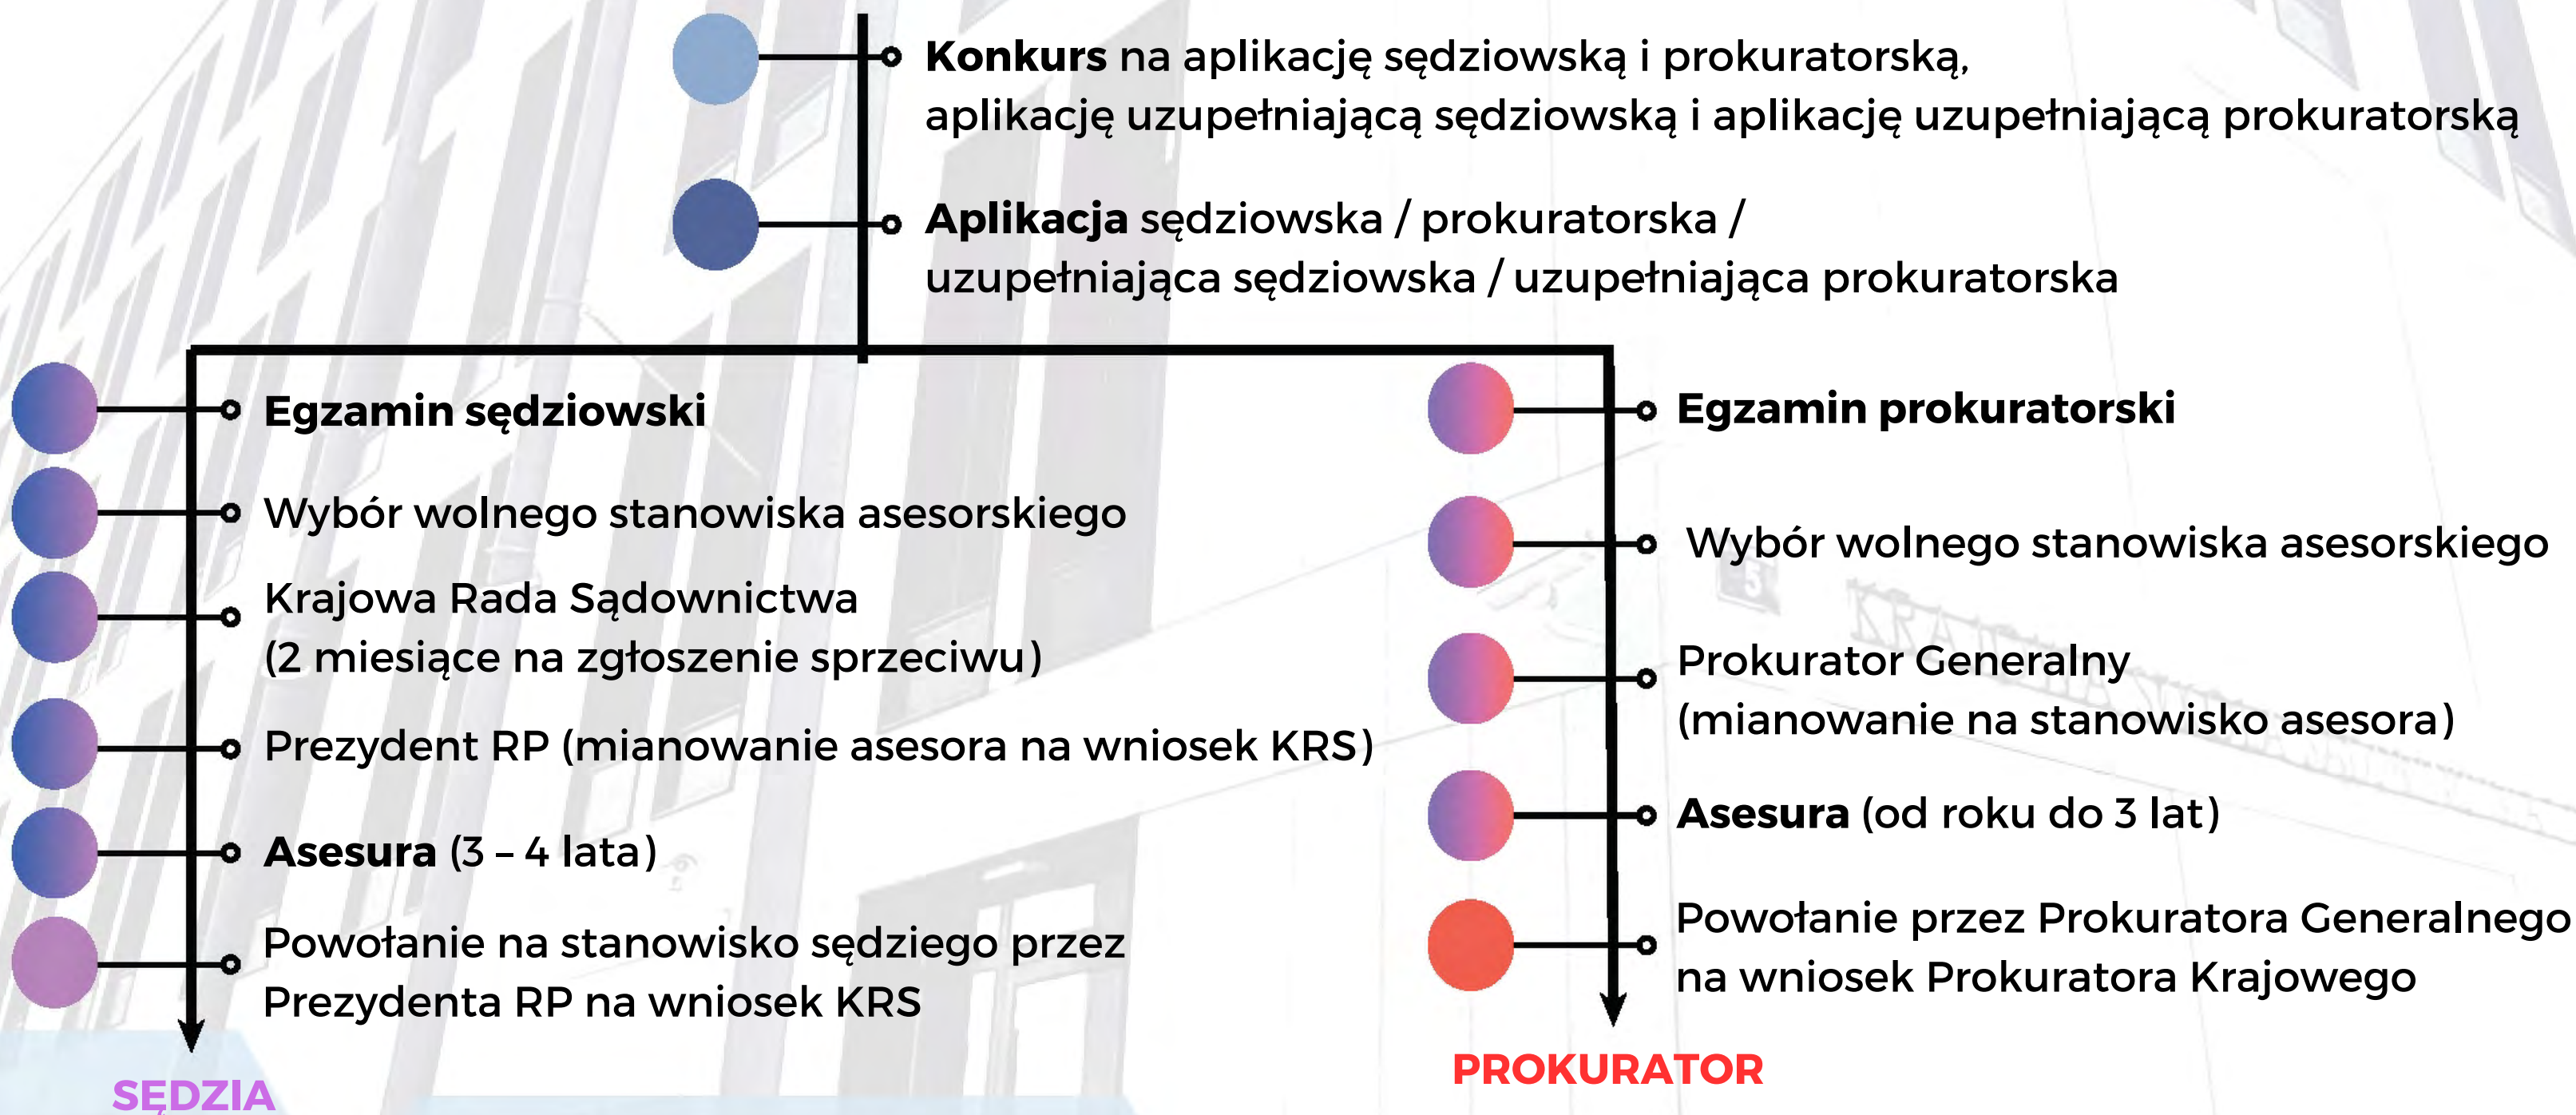 Konkurs na aplikację sędziowską i prokuratorską,
aplikację uzupełniającą sędziowską i aplikację uzupełniającą prokuratorską
Aplikacja sędziowska / prokuratorska /
uzupełniająca sędziowska / uzupełniająca prokuratorska
Egzamin sędziowski
Wybór wolnego stanowiska asesorskiego
Krajowa Rada Sądownictwa
(2 miesiące na zgłoszenie sprzeciwu)
Prezydent RP (mianowanie asesora na wniosek KRS)
Asesura (3 – 4 lata)
Powołanie na stanowisko sędziego przez
Prezydenta RP na wniosek KRS
SĘDZIA
Egzamin prokuratorski
Wybór wolnego stanowiska asesorskiego
Prokurator Generalny
(mianowanie na stanowisko asesora)
Asesura (od roku do 3 lat)
Powołanie przez Prokuratora Generalnego
na wniosek Prokuratora Krajowego
PROKURATOR
5
KRAJOWA SZKOŁA